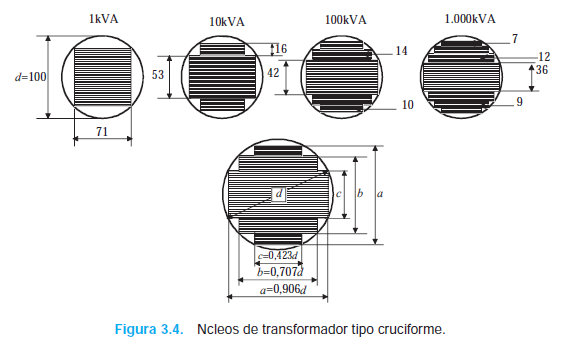 1kVA 10kVA 100kVA 1.000kVA
d=100
71
53
16
42
14
10
7
12
36
9
d c b a
c=0,423d
b=0,707d
a=0,906d
Figura 3.4. Ncleos de transformador tipo cruciforme.